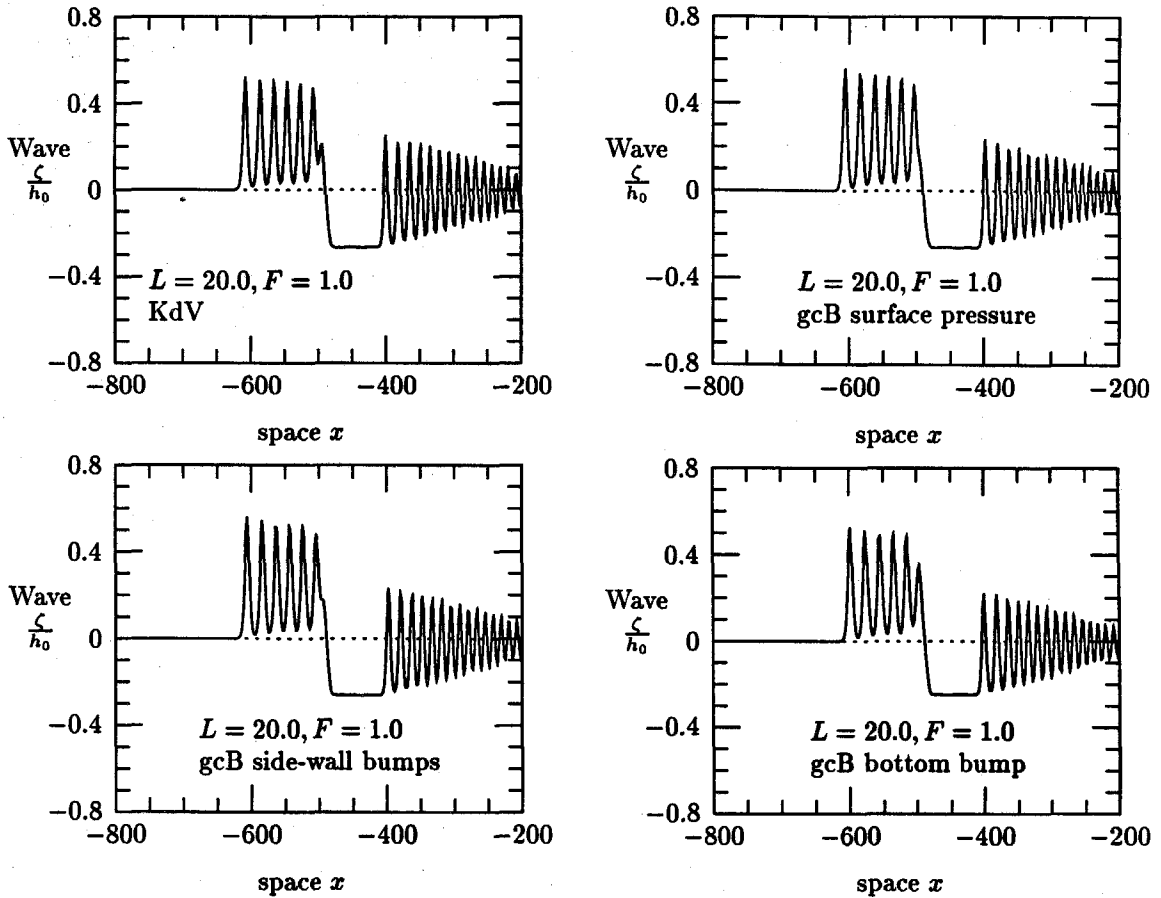 0.8
0.4
Wave
ζ/h₀
0
−0.4
−0.8
L = 20.0, F = 1.0
KdV
−800
−600
−400
−200
space x
0.8
0.4
Wave
ζ/h₀
0
−0.4
−0.8
L = 20.0, F = 1.0
gcB surface pressure
−800
−600
−400
−200
space x
0.8
0.4
Wave
ζ/h₀
0
−0.4
−0.8
L = 20.0, F = 1.0
gcB side-wall bumps
−800
−600
−400
−200
space x
0.8
0.4
Wave
ζ/h₀
0
−0.4
−0.8
L = 20.0, F = 1.0
gcB bottom bump
−800
−600
−400
−200
space x